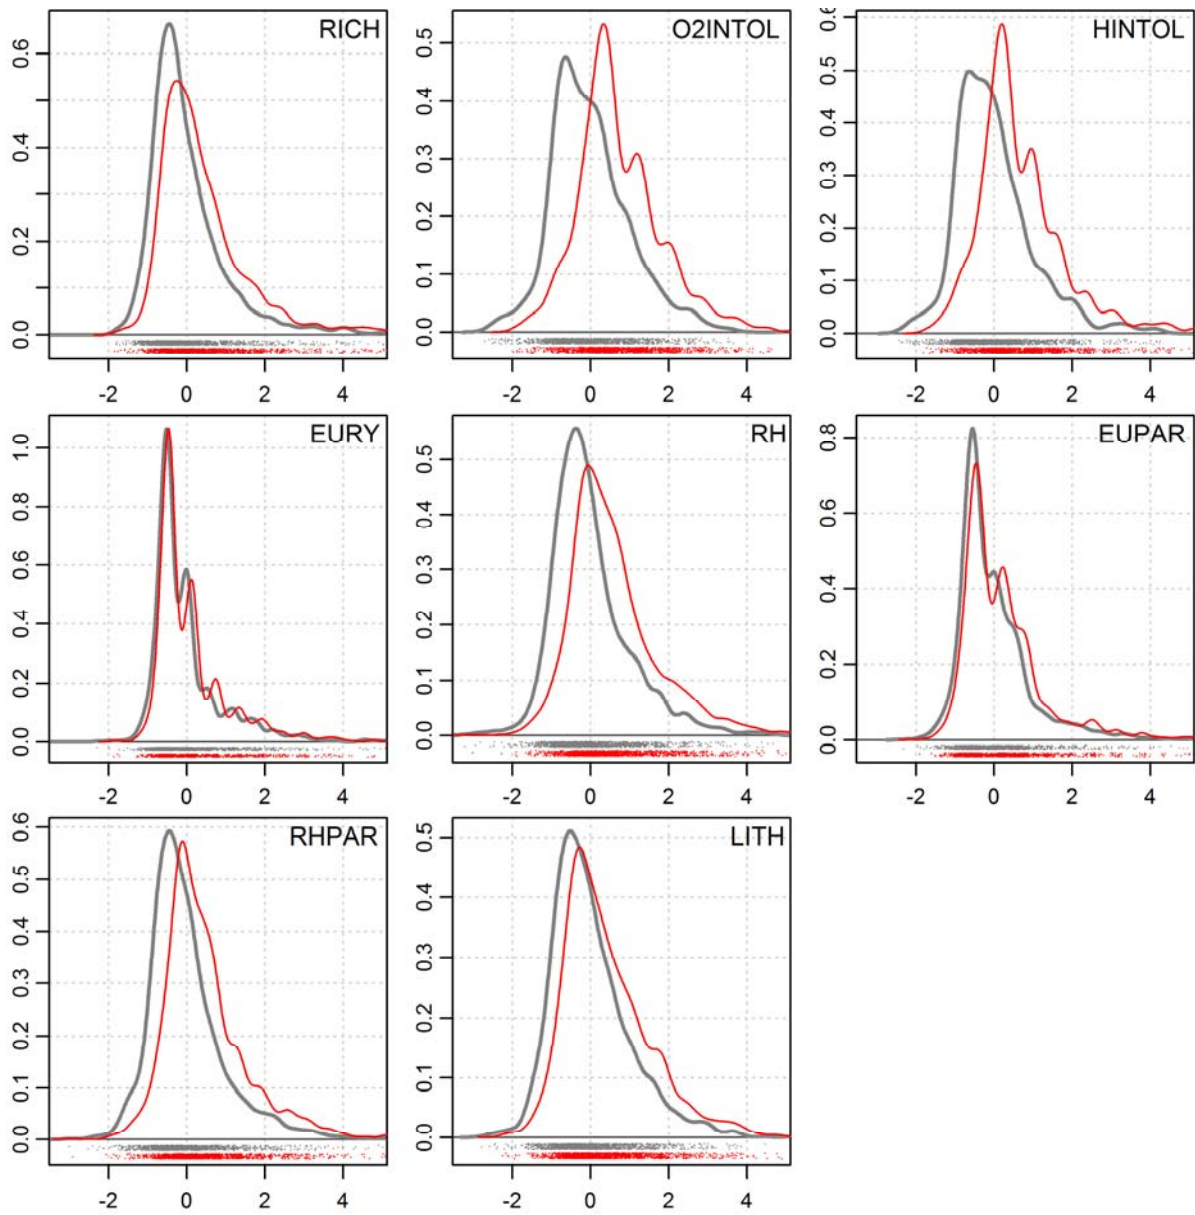 RICH
0.0 0.2 0.4 0.6
-2 0 2 4
O2INTOL
0.0 0.1 0.2 0.3 0.4 0.5
-2 0 2 4
HINTOL
0.0 0.1 0.2 0.3 0.4 0.5
-2 0 2 4
EURY
0.0 0.2 0.4 0.6 0.8 1.0
-2 0 2 4
RH
0.0 0.1 0.2 0.3 0.4 0.5
-2 0 2 4
EUPAR
0.0 0.2 0.4 0.6 0.8
-2 0 2 4
RHPAR
0.0 0.1 0.2 0.3 0.4 0.5 0.6
-2 0 2 4
LITH
0.0 0.1 0.2 0.3 0.4 0.5
-2 0 2 4